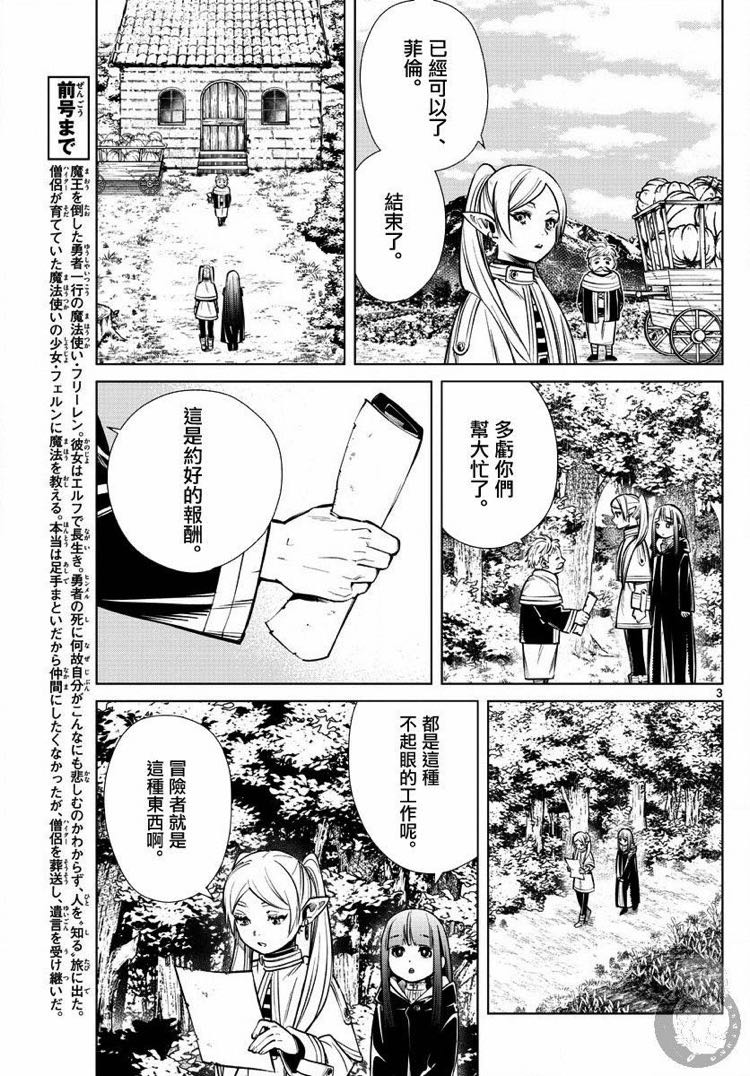 已經可以了、
菲倫。
結束了。
多虧你們
幫大忙了。
這是約好的報酬。
3
都是這種
不起眼的工作呢。
冒險者就是
這種東西啊。
前号まで
ぜんごう
魔王を倒した勇者一行の魔法使い・フリーレン。彼女はエルフで長生き。勇者の死に何故自分がこんなにも悲しむのかわからず、人を“知る”旅に出た。
僧侶が育てていた魔法使いの少女・フェルンに魔法を教える。本当は足手まといだから仲間にしたくなかったが、僧侶を葬送し、遺言を受け継いだ。